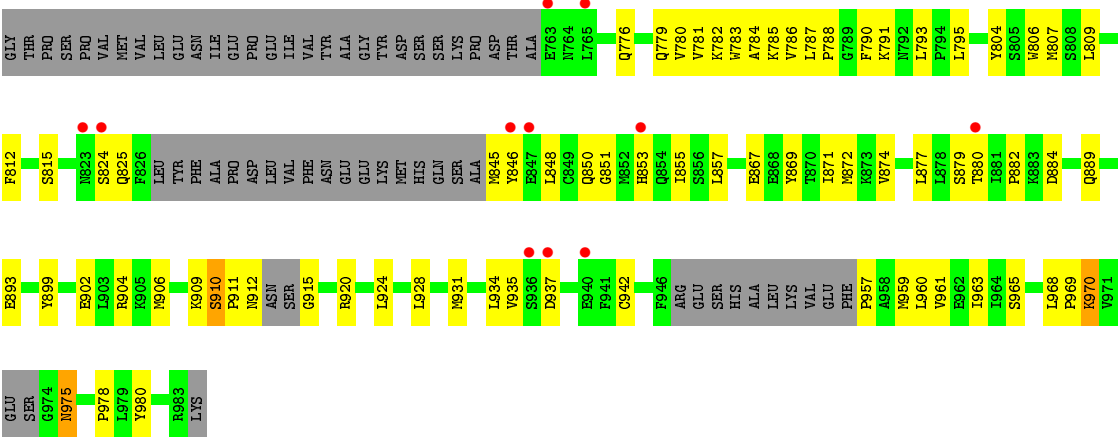 GLY THR PRO SER PRO VAL MET VAL LEU GLU ASN ILE GLU PRO GLU ILE VAL TYR ALA GLY TYR ASP SER SER LYS PRO ASP THR ALA E763 N764 L765 Q776 Q779 V780 V781 K782 W783 A784 K785 V786 L787 P788 G789 F790 K791 N792 L793 P794 L795 Y804 S805 W806 M807 S808 L809
F812 S815 N823 S824 Q825 F826 LEU TYR PHE ALA PRO ASP LEU VAL PHE ASN GLU GLU LYS MET HIS GLN SER ALA M845 Y846 E847 L848 C849 Q850 G851 M852 H853 Q854 I855 S856 L857 E867 E868 Y869 T870 I871 M872 K873 V874 L877 L878 S879 T880 I881 P882 K883 D884 Q889
E893 Y899 E902 L903 R904 K905 M906 K909 S910 P911 N912 ASN SER G915 R920 L924 L928 M931 L934 V935 S936 D937 E940 F941 C942 F946 ARG GLU SER HIS ALA LEU LYS VAL GLU PHE P957 A958 M959 L960 V961 E962 I963 I964 S965 L968 P969 K970 V971
GLU SER G974 N975 P978 L979 Y980 R983 LYS